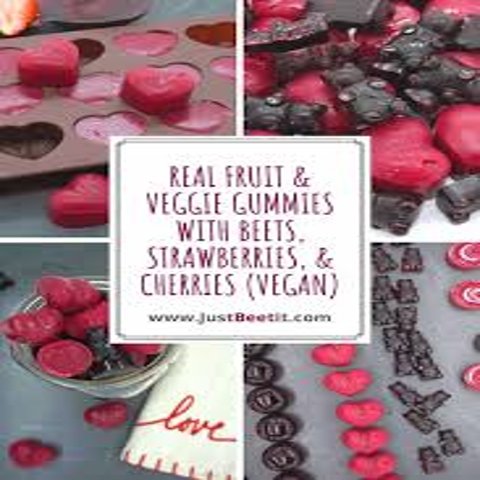 REAL FRUIT &
VEGGIE GUMMIES
WITH BEETS,
STRAWBERRIES, &
CHERRIES (VEGAN)
www.JustBeetIt.com
love